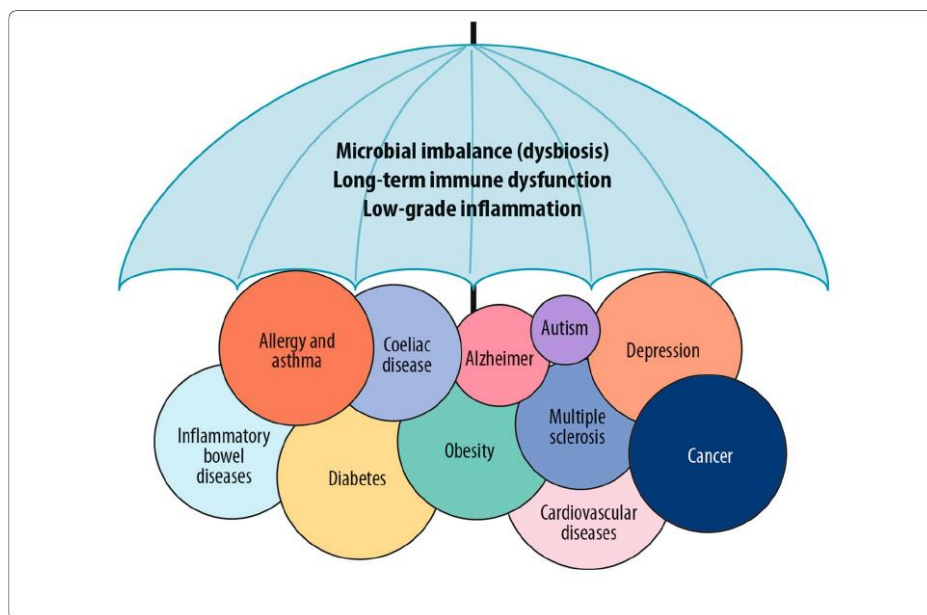 Microbial imbalance (dysbiosis)
Long-term immune dysfunction
Low-grade inflammation
Allergy and
asthma
Coeliac
disease
Alzheimer
Autism
Depression
Inflammatory
bowel
diseases
Diabetes
Obesity
Multiple
sclerosis
Cancer
Cardiovascular
diseases